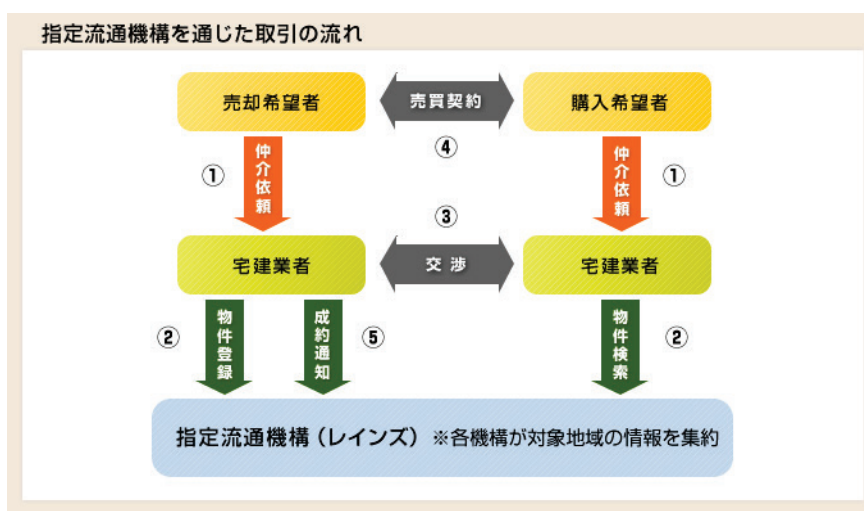 指定流通機構を通じた取引の流れ
売却希望者
売買契約
購入希望者
④
①
仲介依頼
仲介依頼
①
③
宅建業者
交渉
宅建業者
②
物件登録
成約通知
⑤
物件検索
②
指定流通機構（レインズ）※各機構が対象地域の情報を集約